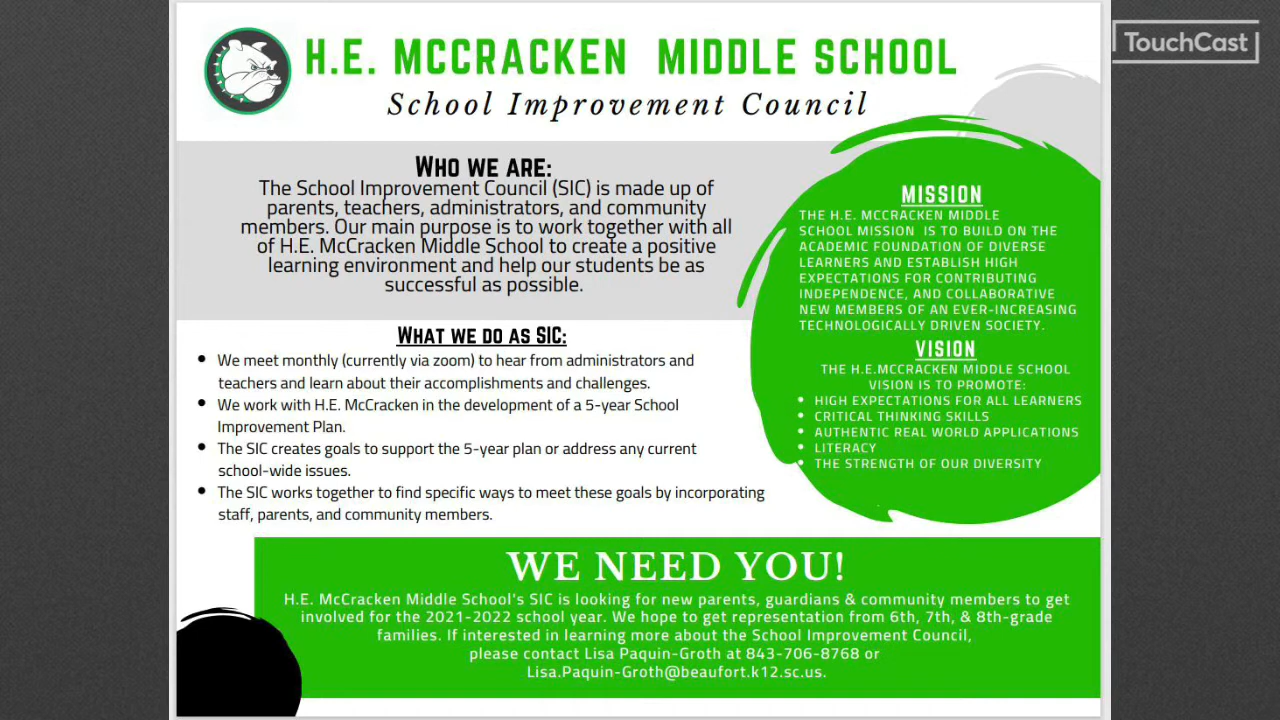 H.E. MCCRACKEN MIDDLE SCHOOL
School Improvement Council
TouchCast
WHO WE ARE:
The School Improvement Council (SIC) is made up of
parents, teachers, administrators, and community
members. Our main purpose is to work together with all
of H.E. McCracken Middle School to create a positive
learning environment and help our students be as
successful as possible.
WHAT WE DO AS SIC:
• We meet monthly (currently via zoom) to hear from administrators and
teachers and learn about their accomplishments and challenges.
• We work with H.E. McCracken in the development of a 5-year School
Improvement Plan.
• The SIC creates goals to support the 5-year plan or address any current
school-wide issues.
• The SIC works together to find specific ways to meet these goals by incorporating
staff, parents, and community members.
MISSION
THE H.E. MCCRACKEN MIDDLE
SCHOOL MISSION IS TO BUILD ON THE
ACADEMIC FOUNDATION OF DIVERSE
LEARNERS AND ESTABLISH HIGH
EXPECTATIONS FOR CONTRIBUTING
INDEPENDENCE, AND COLLABORATIVE
NEW MEMBERS OF AN EVER-INCREASING
TECHNOLOGICALLY DRIVEN SOCIETY.
VISION
THE H.E.MCCRACKEN MIDDLE SCHOOL
VISION IS TO PROMOTE:
• HIGH EXPECTATIONS FOR ALL LEARNERS
• CRITICAL THINKING SKILLS
• AUTHENTIC REAL WORLD APPLICATIONS
• LITERACY
• THE STRENGTH OF OUR DIVERSITY
WE NEED YOU!
H.E. McCracken Middle School's SIC is looking for new parents, guardians & community members to get
involved for the 2021-2022 school year. We hope to get representation from 6th, 7th, & 8th-grade
families. If interested in learning more about the School Improvement Council,
please contact Lisa Paquin-Groth at 843-706-8768 or
Lisa.Paquin-Groth@beaufort.k12.sc.us.